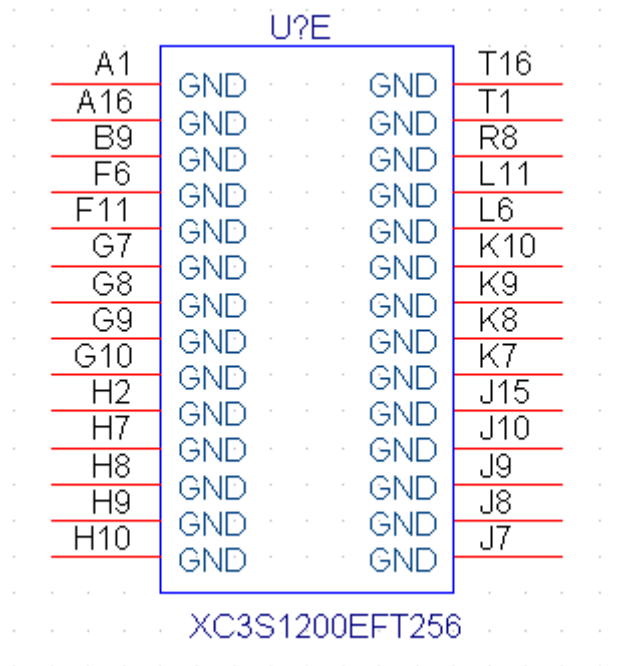 U?E
A1 GND GND T16
A16 GND GND T1
B9 GND GND R8
F6 GND GND L11
F11 GND GND L6
G7 GND GND K10
G8 GND GND K9
G9 GND GND K8
G10 GND GND K7
H2 GND GND J15
H7 GND GND J10
H8 GND GND J9
H9 GND GND J8
H10 GND GND J7
XC3S1200EFT256